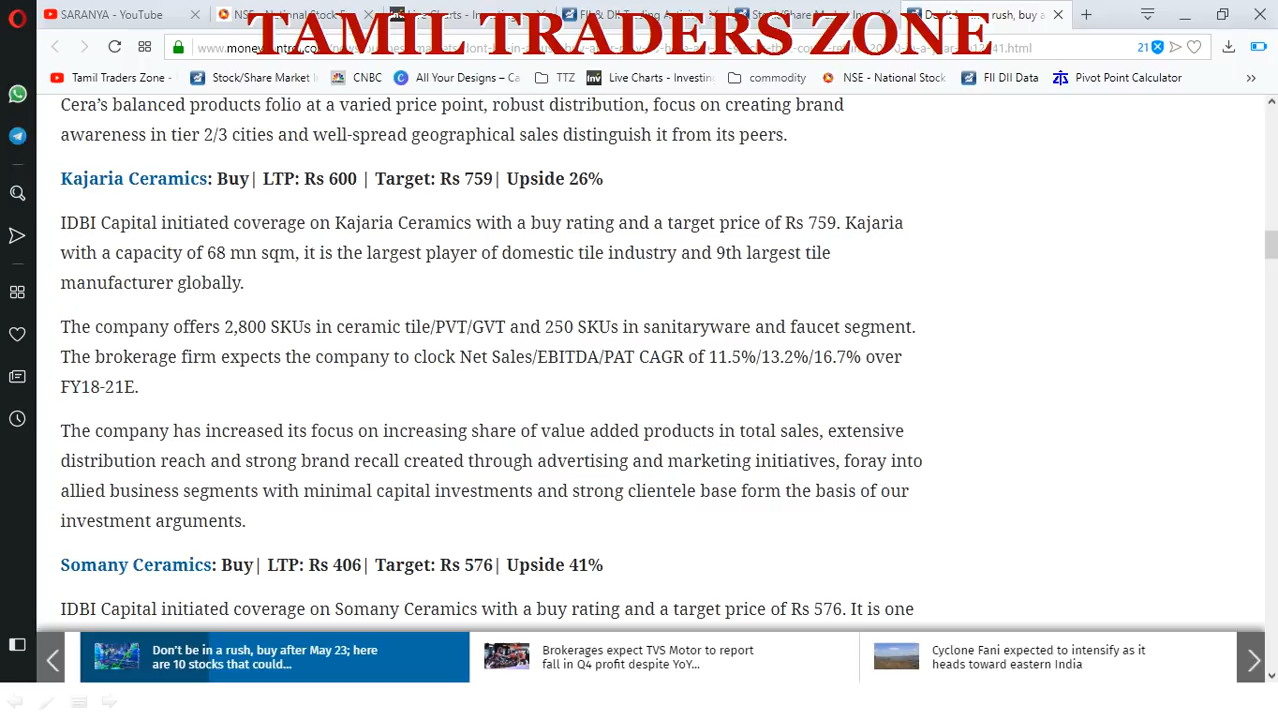 SARANYA - YouTube
TAMIL TRADERS ZONE
www.money
.html
21
Tamil Traders Zone - Stock/Share Market CNBC All Your Designs – Ca TTZ Live Charts - Investing commodity NSE - National Stock FII DII Data Pivot Point Calculator
Cera’s balanced products folio at a varied price point, robust distribution, focus on creating brand
awareness in tier 2/3 cities and well-spread geographical sales distinguish it from its peers.
Kajaria Ceramics: Buy| LTP: Rs 600 | Target: Rs 759| Upside 26%
IDBI Capital initiated coverage on Kajaria Ceramics with a buy rating and a target price of Rs 759. Kajaria
with a capacity of 68 mn sqm, it is the largest player of domestic tile industry and 9th largest tile
manufacturer globally.
The company offers 2,800 SKUs in ceramic tile/PVT/GVT and 250 SKUs in sanitaryware and faucet segment.
The brokerage firm expects the company to clock Net Sales/EBITDA/PAT CAGR of 11.5%/13.2%/16.7% over
FY18-21E.
The company has increased its focus on increasing share of value added products in total sales, extensive
distribution reach and strong brand recall created through advertising and marketing initiatives, foray into
allied business segments with minimal capital investments and strong clientele base form the basis of our
investment arguments.
Somany Ceramics: Buy| LTP: Rs 406| Target: Rs 576| Upside 41%
IDBI Capital initiated coverage on Somany Ceramics with a buy rating and a target price of Rs 576. It is one
Don't be in a rush, buy after May 23; here
are 10 stocks that could...
Brokerages expect TVS Motor to report
fall in Q4 profit despite YoY...
Cyclone Fani expected to intensify as it
heads toward eastern India